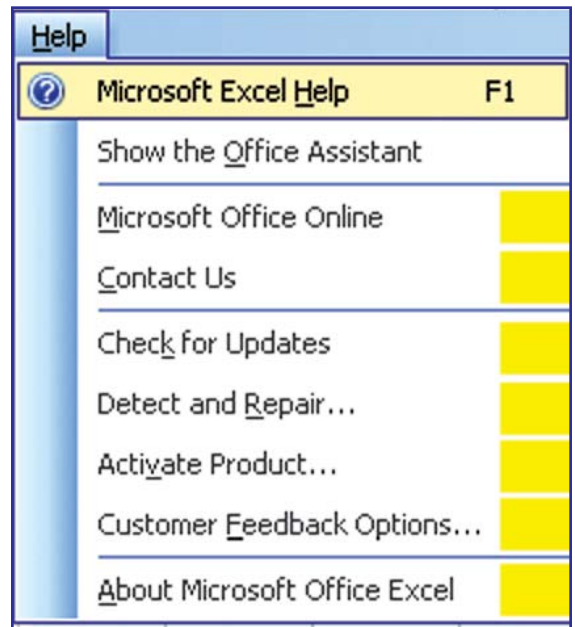 Help
Microsoft Excel Help F1
Show the Office Assistant
Microsoft Office Online
Contact Us
Check for Updates
Detect and Repair...
Activate Product...
Customer Feedback Options...
About Microsoft Office Excel